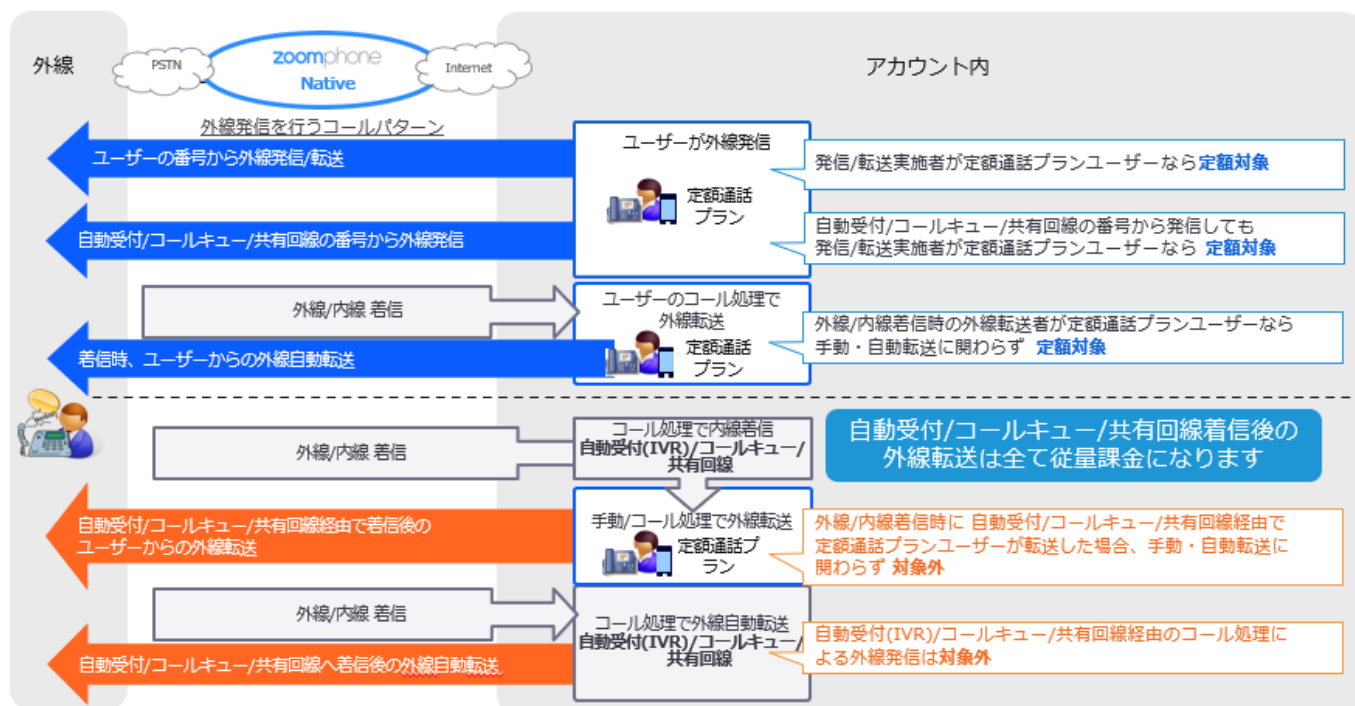 外線
PSTN
zoomphone
Native
Internet
アカウント内
外線発信を行うコールパターン
ユーザーの番号から外線発信/転送
ユーザーが外線発信
定額通話
プラン
発信/転送実施者が定額通話プランユーザーなら定額対象
自動受付/コールキュー/共有回線の番号から外線発信
自動受付/コールキュー/共有回線の番号から発信しても
発信/転送実施者が定額通話プランユーザーなら 定額対象
外線/内線 着信
ユーザーのコール処理で
外線転送
定額通話
プラン
外線/内線着信時の外線転送者が定額通話プランユーザーなら
手動・自動転送に関わらず 定額対象
着信時、ユーザーからの外線自動転送
外線/内線 着信
コール処理で内線着信
自動受付(IVR)/コールキュー/
共有回線
自動受付/コールキュー/共有回線着信後の
外線転送は全て従量課金になります
自動受付/コールキュー/共有回線経由で着信後の
ユーザーからの外線転送
手動/コール処理で外線転送
定額通話プ
ラン
外線/内線着信時に 自動受付/コールキュー/共有回線経由で
定額通話プランユーザーが転送した場合、手動・自動転送に
関わらず 対象外
外線/内線 着信
コール処理で外線自動転送
自動受付(IVR)/コールキュー/
共有回線
自動受付/コールキュー/共有回線へ着信後の外線自動転送
自動受付(IVR)/コールキュー/共有回線経由のコール処理に
よる外線発信は対象外